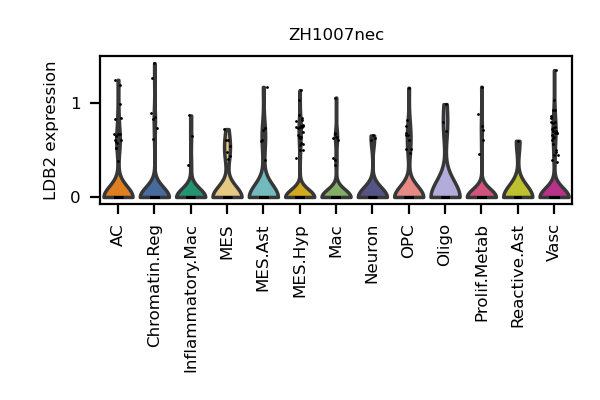 ZH1007nec
LDB2 expression
1
0
AC
Chromatin.Reg
Inflammatory.Mac
MES
MES.Ast
MES.Hyp
Mac
Neuron
OPC
Oligo
Prolif.Metab
Reactive.Ast
Vasc